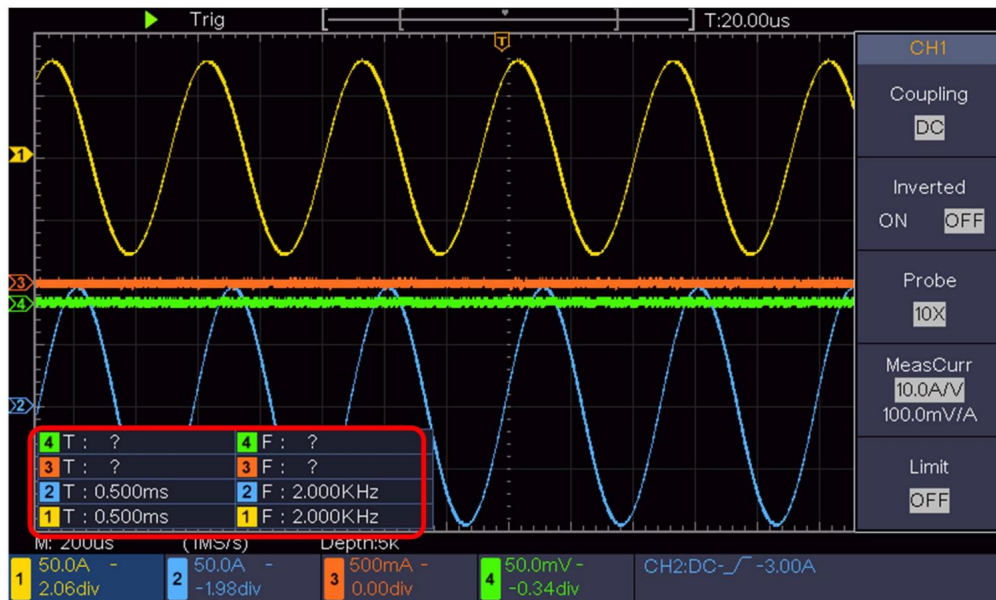 Trig T:20.00us
T
CH1
Coupling
DC
Inverted
ON OFF
Probe
10X
MeasCurr
10.0A/V
100.0mV/A
Limit
OFF
1
3
4
2
4 T : ? 4 F : ?
3 T : ? 3 F : ?
2 T : 0.500ms 2 F : 2.000KHz
1 T : 0.500ms 1 F : 2.000KHz
M: 200us (1MS/s) Depth:5k
1 50.0A - 2 50.0A - 3 500mA - 4 50.0mV - CH2:DC- -3.00A
2.06div -1.98div 0.00div -0.34div